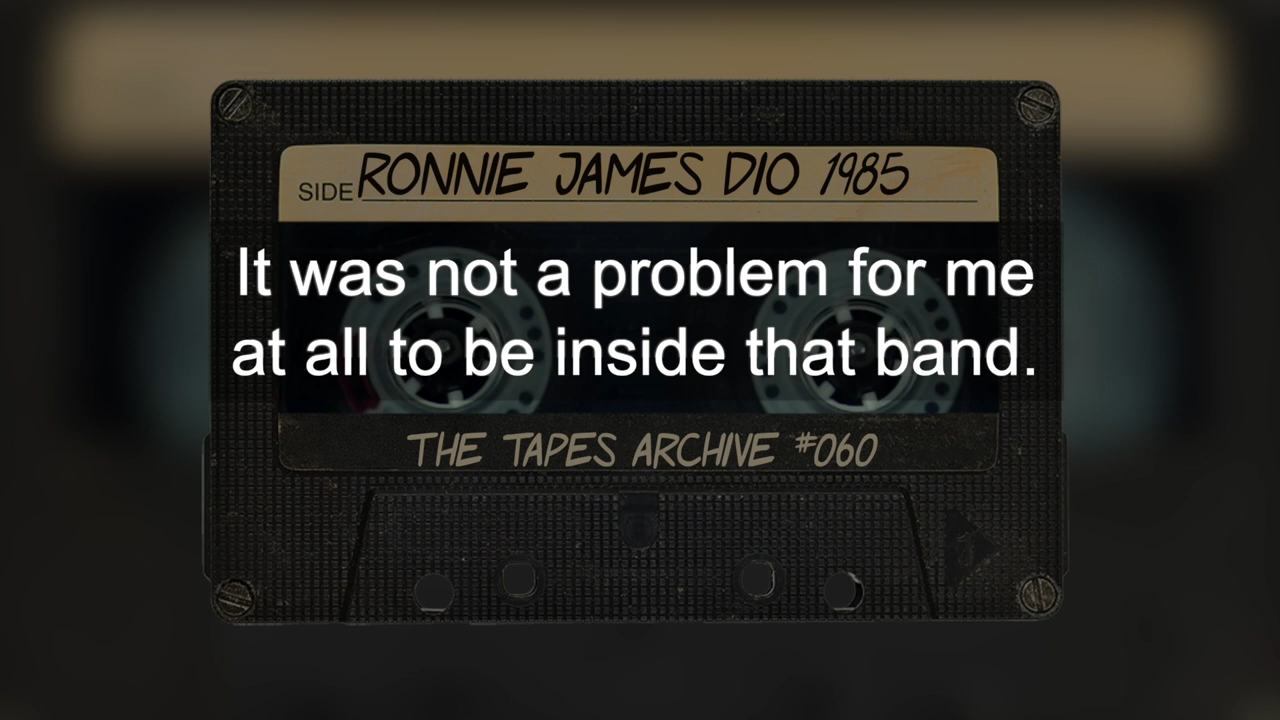 SIDE RONNIE JAMES DIO 1985
It was not a problem for me
at all to be inside that band.
THE TAPES ARCHIVE #060